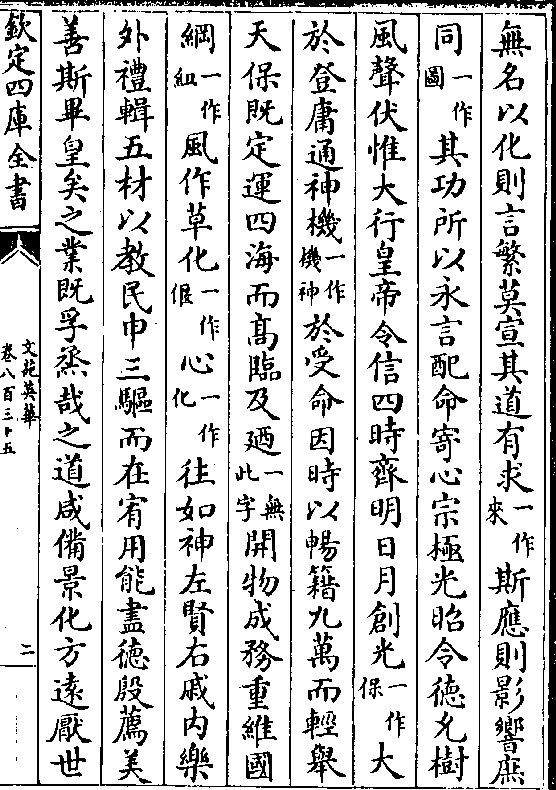 無名以化則言繁莫宣其道有求一作來斯應則影響庶
同一作圖其功所以永言配命寄心宗極光昭令德允樹
風聲伏惟大行皇帝令信四時齊明日月創光一作保大
於登庸通神機一作機神於受命因時以暢籍九萬而輕舉
天保既定運四海而高臨及廼一無此字開物成務重維國
綱一作紐風作草化一作偃心一作化往如神左賢右戚内樂
外禮輯五材以教民申三驅而在宥用能盡徳殷薦美
善斯畢皇矣之業既孚烝哉之道咸備景化方遠厭世
欽定四庫全書
文苑英華
卷八百三十五
二